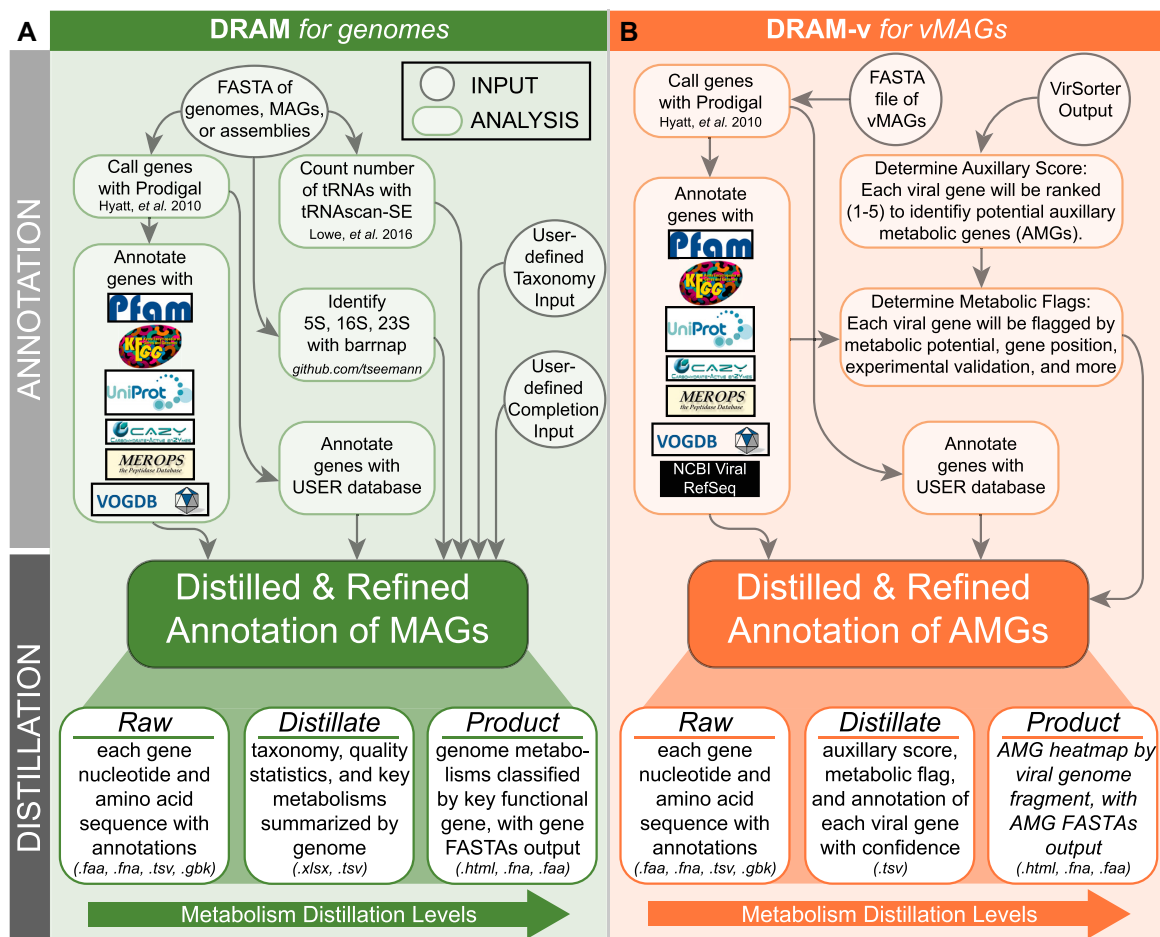 A
DRAM for genomes
ANNOTATION
FASTA of
genomes, MAGs,
or assemblies
INPUT
ANALYSIS
Call genes
with Prodigal
Hyatt, et al. 2010
Count number
of tRNAs with
tRNAscan-SE
Lowe, et al. 2016
Annotate
genes with
Pfam
KEGG
UniProt
CAZY
CARBOHYDRATE-ACTIVE ENZYMES
MEROPS
the Peptidase Database
VOGDB
Identify
5S, 16S, 23S
with barrnap
github.com/tseemann
Annotate
genes with
USER database
User-
defined
Taxonomy
Input
User-
defined
Completion
Input
DISTILLATION
Distilled & Refined
Annotation of MAGs
Raw
each gene
nucleotide and
amino acid
sequence with
annotations
(.faa, .fna, .tsv, .gbk)
Distillate
taxonomy, quality
statistics, and key
metabolisms
summarized by
genome
(.xlsx, .tsv)
Product
genome metabo-
lisms classified
by key functional
gene, with gene
FASTAs output
(.html, .fna, .faa)
Metabolism Distillation Levels
B
DRAM-v for vMAGs
Call genes
with Prodigal
Hyatt, et al. 2010
FASTA
file of
vMAGs
VirSorter
Output
Annotate
genes with
Pfam
KEGG
UniProt
CAZY
CARBOHYDRATE-ACTIVE ENZYMES
MEROPS
the Peptidase Database
VOGDB
NCBI Viral
RefSeq
Determine Auxillary Score:
Each viral gene will be ranked
(1-5) to identifiy potential auxillary
metabolic genes (AMGs).
Determine Metabolic Flags:
Each viral gene will be flagged by
metabolic potential, gene position,
experimental validation, and more
Annotate
genes with
USER database
Distilled & Refined
Annotation of AMGs
Raw
each gene
nucleotide and
amino acid
sequence with
annotations
(.faa, .fna, .tsv, .gbk)
Distillate
auxillary score,
metabolic flag,
and annotation of
each viral gene
with confidence
(.tsv)
Product
AMG heatmap by
viral genome
fragment, with
AMG FASTAs
output
(.html, .fna, .faa)
Metabolism Distillation Levels